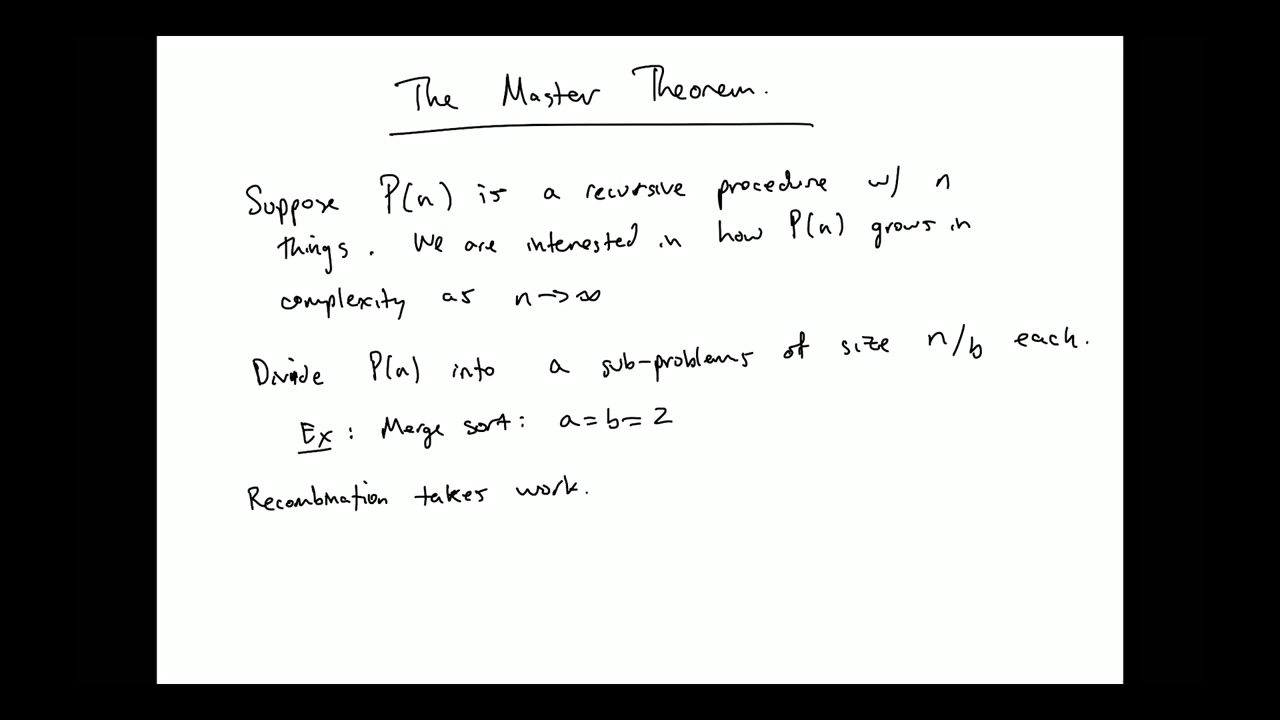 The Master Theorem.
Suppose P(n) is a recursive procedure w/ n
things. We are interested in how P(n) grows in
complexity as n→∞
Divide P(n) into a sub-problems of size n/b each.
Ex: Merge sort: a=b=2
Recombination takes work.